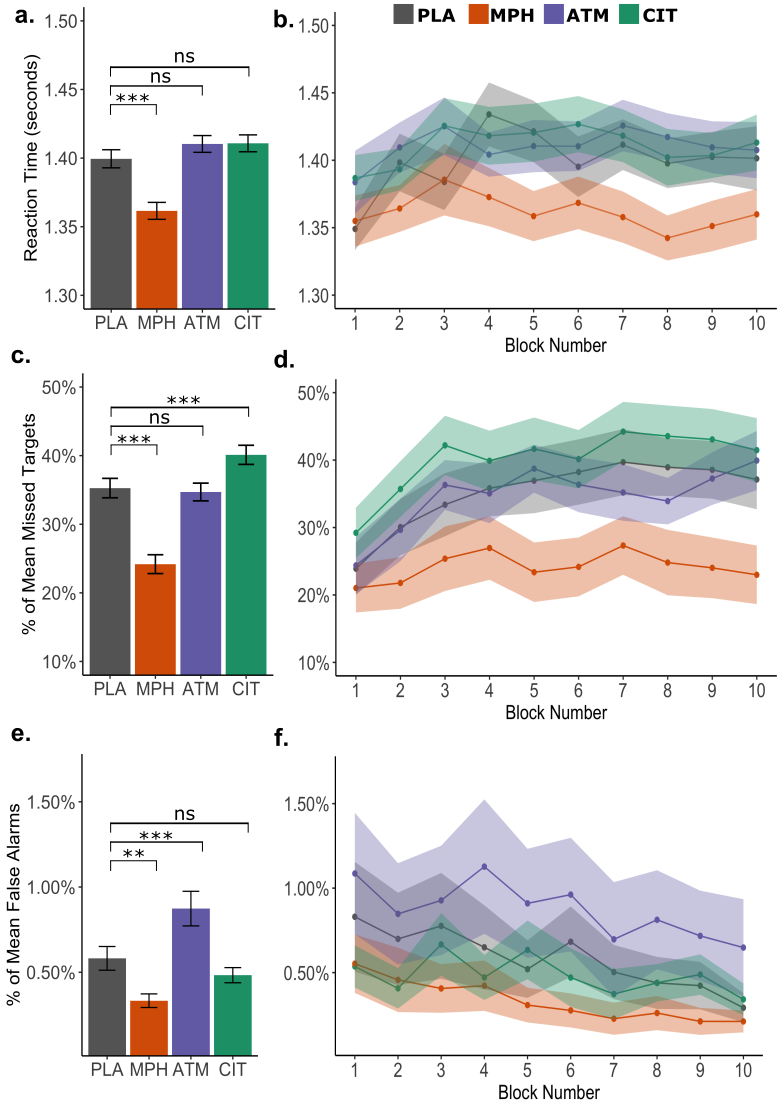 a.
b.
PLA MPH ATM CIT
Reaction Time (seconds)
1.50
1.45
1.40
1.35
1.30
ns
ns
***
PLA MPH ATM CIT
1.50
1.45
1.40
1.35
1.30
1 2 3 4 5 6 7 8 9 10
Block Number
c.
d.
% of Mean Missed Targets
50%
40%
30%
20%
10%
***
ns
***
PLA MPH ATM CIT
50%
40%
30%
20%
10%
1 2 3 4 5 6 7 8 9 10
Block Number
e.
f.
% of Mean False Alarms
1.50%
1.00%
0.50%
ns
***
**
PLA MPH ATM CIT
1.50%
1.00%
0.50%
1 2 3 4 5 6 7 8 9 10
Block Number